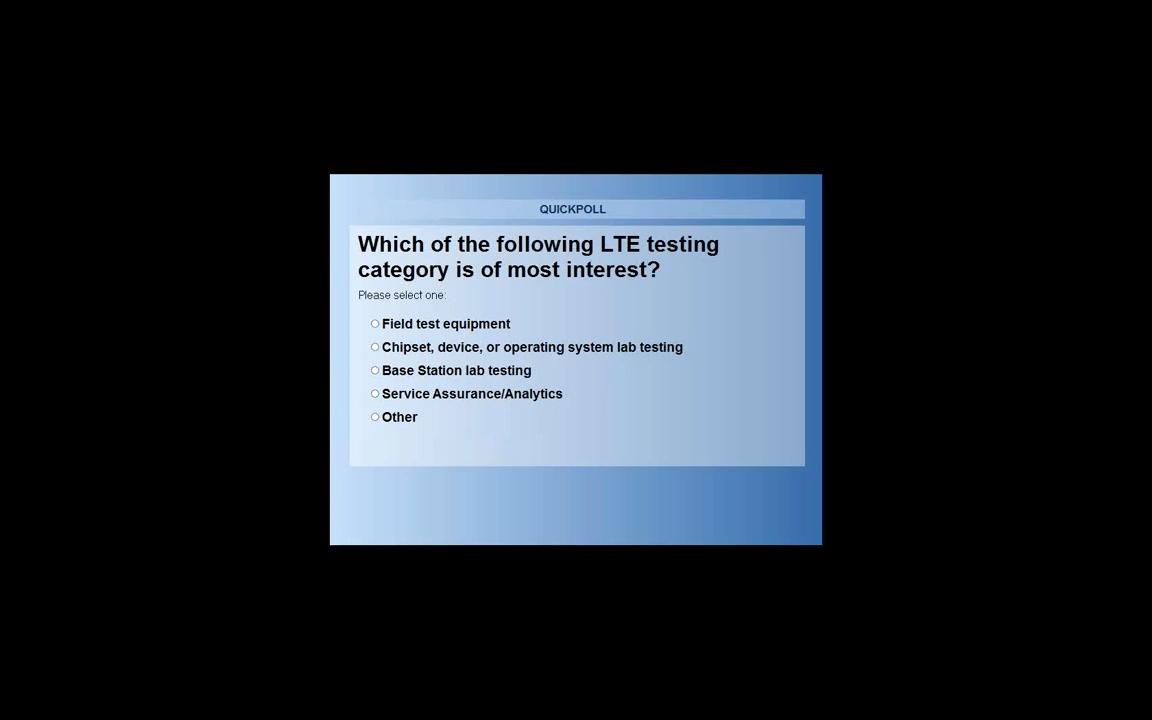 QUICKPOLL
Which of the following LTE testing
category is of most interest?
Please select one:
Field test equipment
Chipset, device, or operating system lab testing
Base Station lab testing
Service Assurance/Analytics
Other